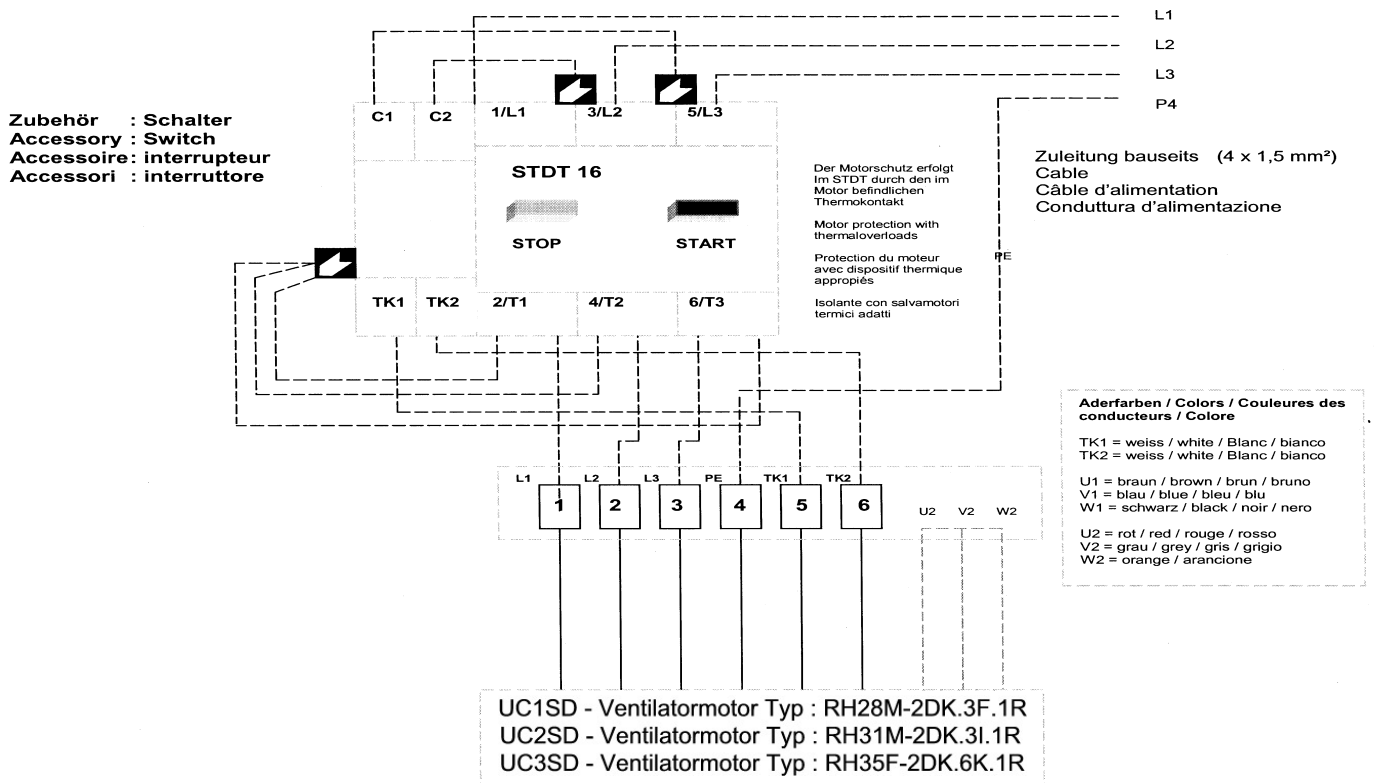 L1
L2
L3
P4
Zubehör : Schalter
Accessory : Switch
Accessoire: interrupteur
Accessori : interruttore
C1 C2 1/L1 3/L2 5/L3
STDT 16
STOP START
TK1 TK2 2/T1 4/T2 6/T3
Der Motorschutz erfolgt
Im STDT durch den im
Motor befindlichen
Thermokontakt
Motor protection with
thermaloverloads
Protection du moteur
avec dispositif thermique
appropiés
Isolante con salvamotori
termici adatti
Zuleitung bauseits (4 x 1,5 mm²)
Cable
Câble d'alimentation
Conduttura d'alimentazione
PE
Aderfarben / Colors / Couleures des
conducteurs / Colore
TK1 = weiss / white / Blanc / bianco
TK2 = weiss / white / Blanc / bianco
U1 = braun / brown / brun / bruno
V1 = blau / blue / bleu / blu
W1 = schwarz / black / noir / nero
U2 = rot / red / rouge / rosso
V2 = grau / grey / gris / grigio
W2 = orange / arancione
L1 L2 L3 PE TK1 TK2
1 2 3 4 5 6
U2 V2 W2
UC1SD - Ventilatormotor Typ : RH28M-2DK.3F.1R
UC2SD - Ventilatormotor Typ : RH31M-2DK.3I.1R
UC3SD - Ventilatormotor Typ : RH35F-2DK.6K.1R